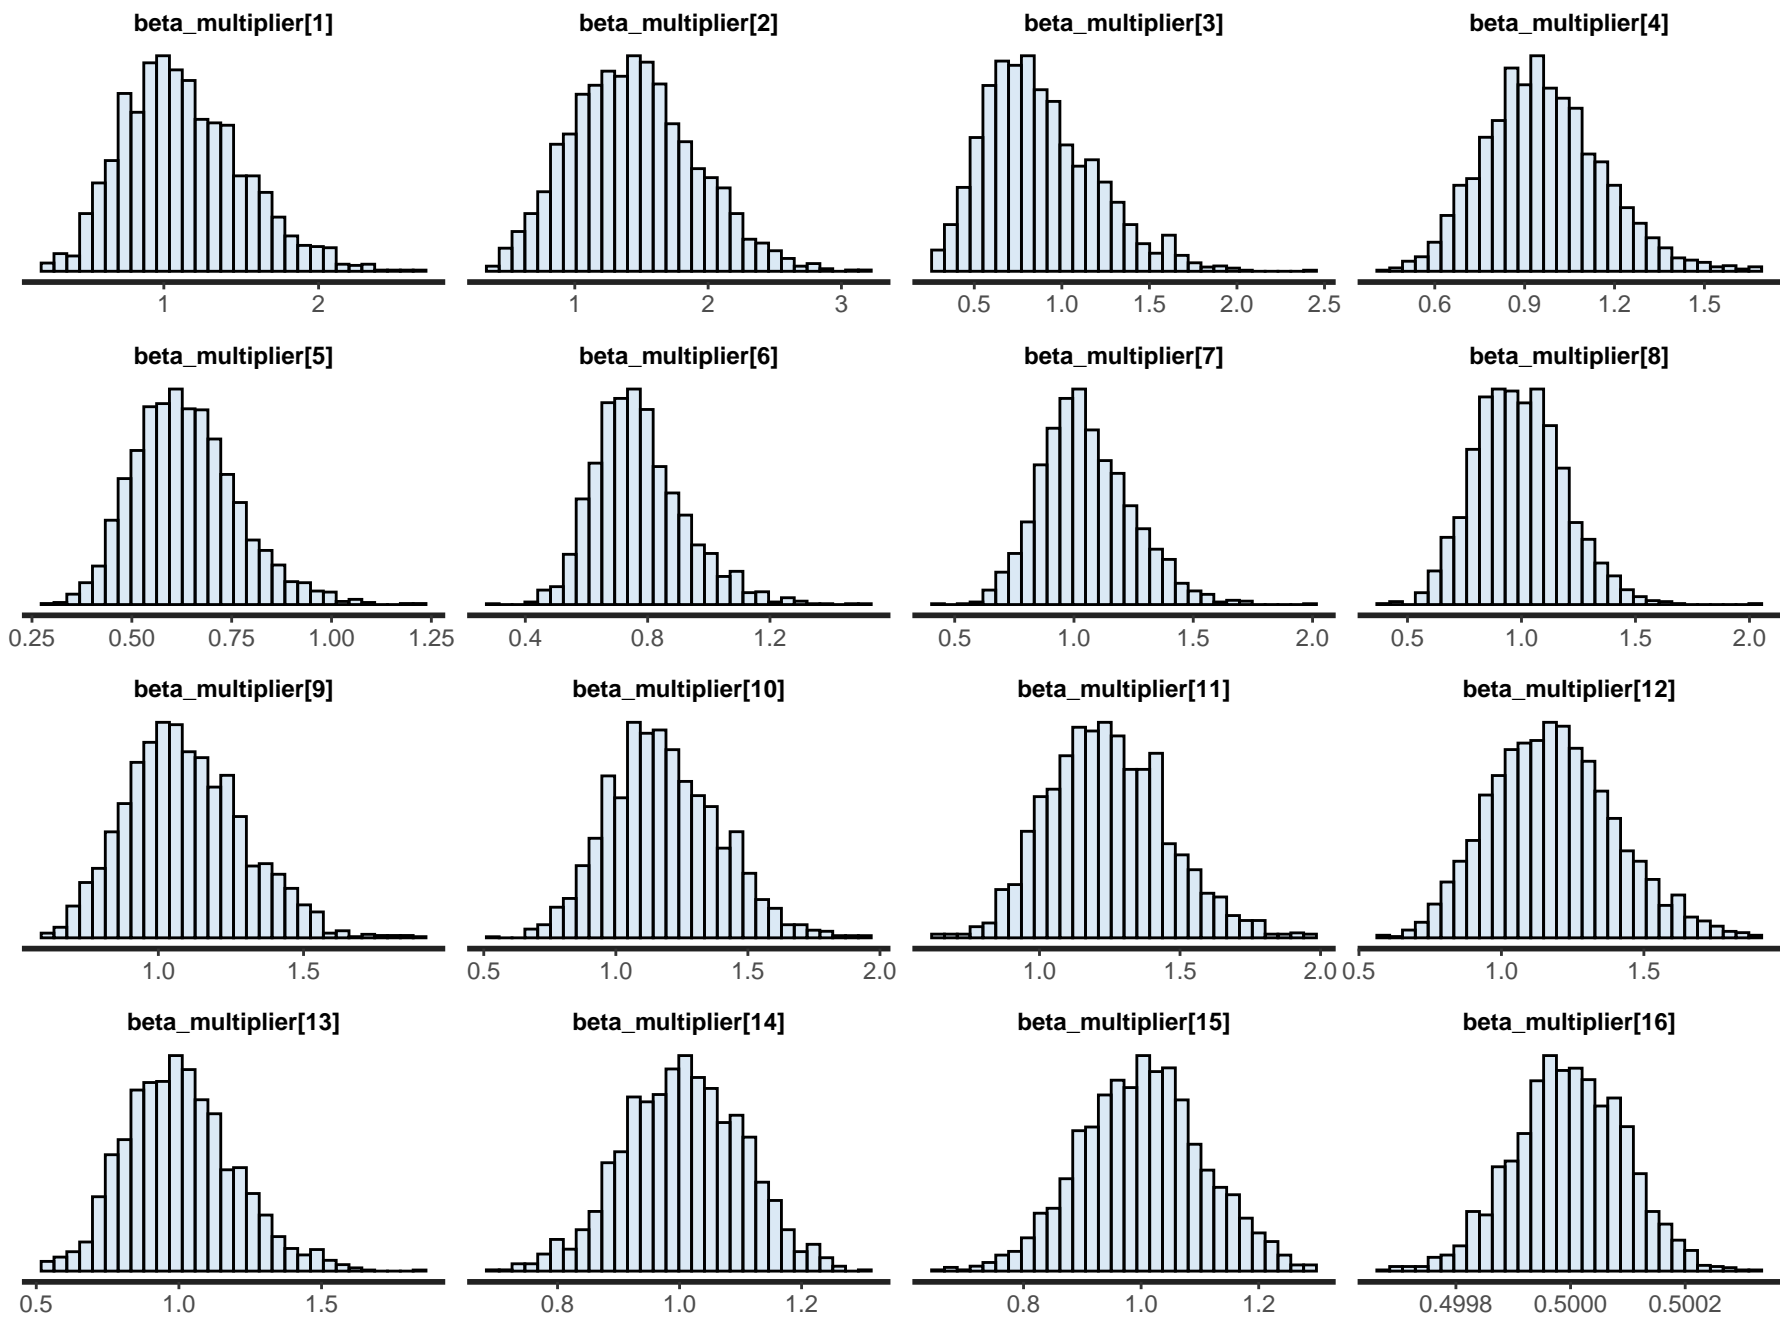 beta_multiplier[1] beta_multiplier[2] beta_multiplier[3] beta_multiplier[4]
1 2 1 2 3 0.5 1.0 1.5 2.0 2.5 0.6 0.9 1.2 1.5
beta_multiplier[5] beta_multiplier[6] beta_multiplier[7] beta_multiplier[8]
0.25 0.50 0.75 1.00 1.25 0.4 0.8 1.2 0.5 1.0 1.5 2.0 0.5 1.0 1.5 2.0
beta_multiplier[9] beta_multiplier[10] beta_multiplier[11] beta_multiplier[12]
1.0 1.5 0.5 1.0 1.5 2.0 1.0 1.5 2.0 0.5 1.0 1.5
beta_multiplier[13] beta_multiplier[14] beta_multiplier[15] beta_multiplier[16]
0.5 1.0 1.5 0.8 1.0 1.2 0.8 1.0 1.2 0.4998 0.5000 0.5002